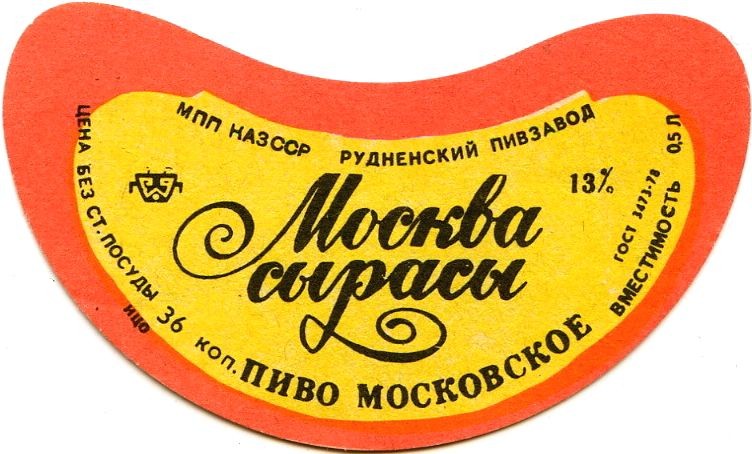 МПП КАЗССР РУДНЕНСКИЙ ПИВЗАВОД
13%
Москва
сырасы
ПИВО МОСКОВСКОЕ
ЦЕНА БЕЗ СТ. ПОСУДЫ 36 КОП.
ИЦО
ГОСТ 3473-78
ВМЕСТИМОСТЬ 0,5 Л